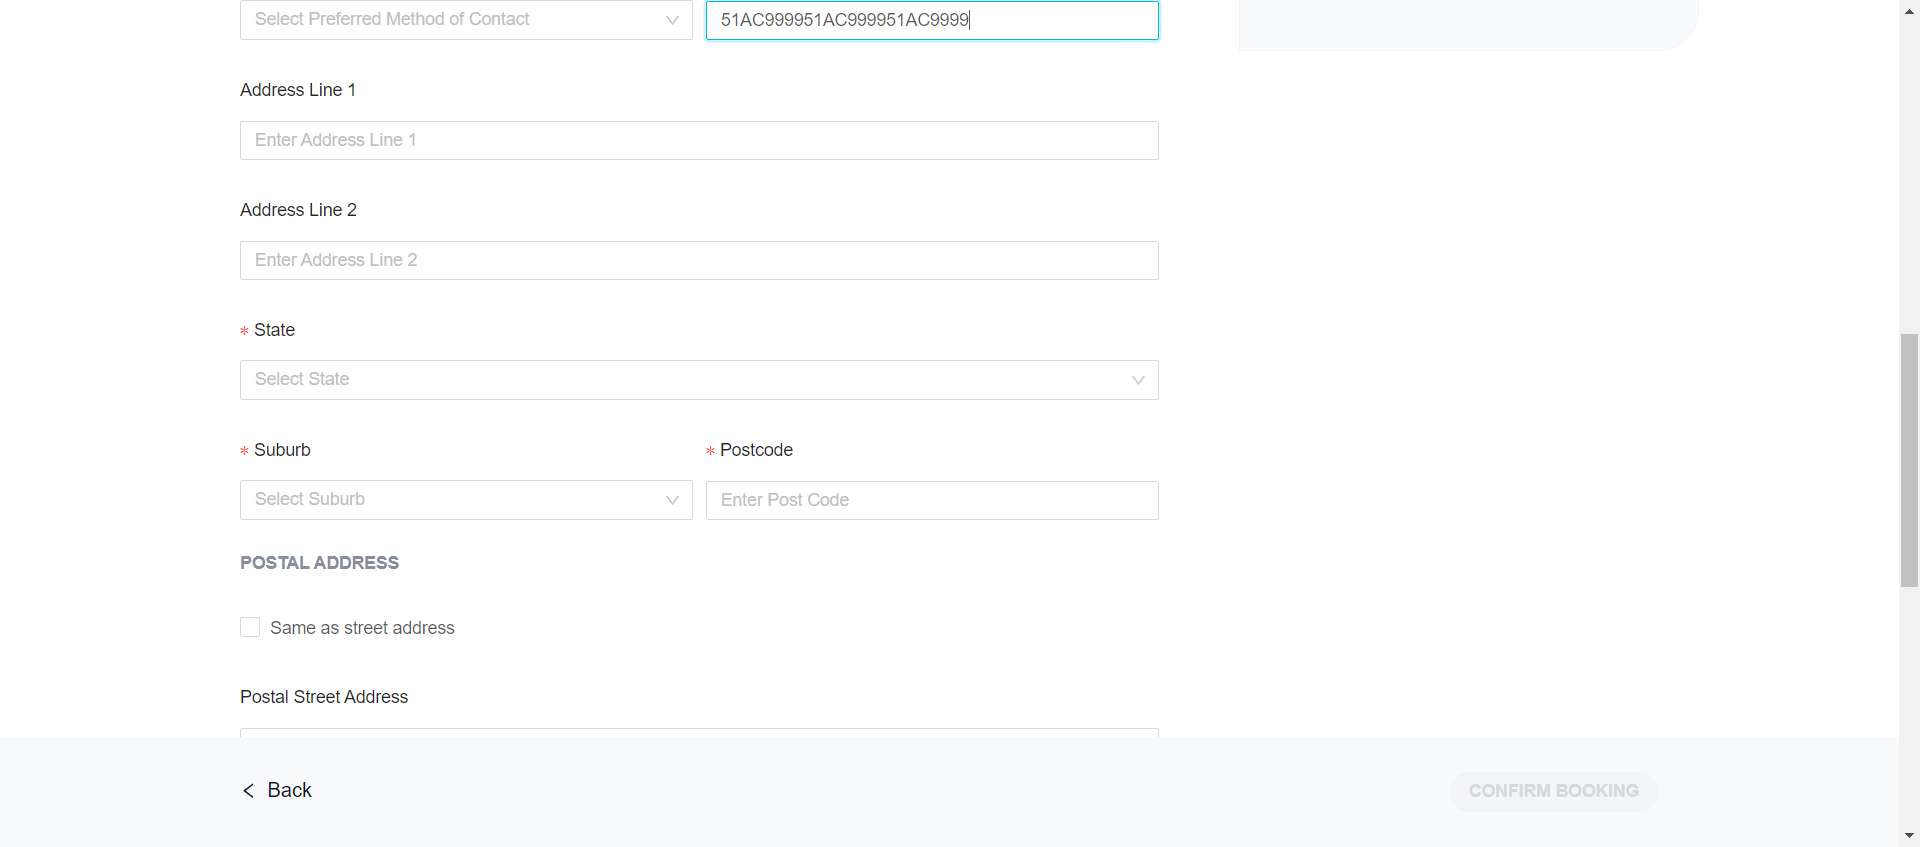 Select Preferred Method of Contact
51AC999951AC999951AC9999
Address Line 1
Enter Address Line 1
Address Line 2
Enter Address Line 2
* State
Select State
* Suburb
* Postcode
Select Suburb
Enter Post Code
POSTAL ADDRESS
Same as street address
Postal Street Address
< Back
CONFIRM BOOKING